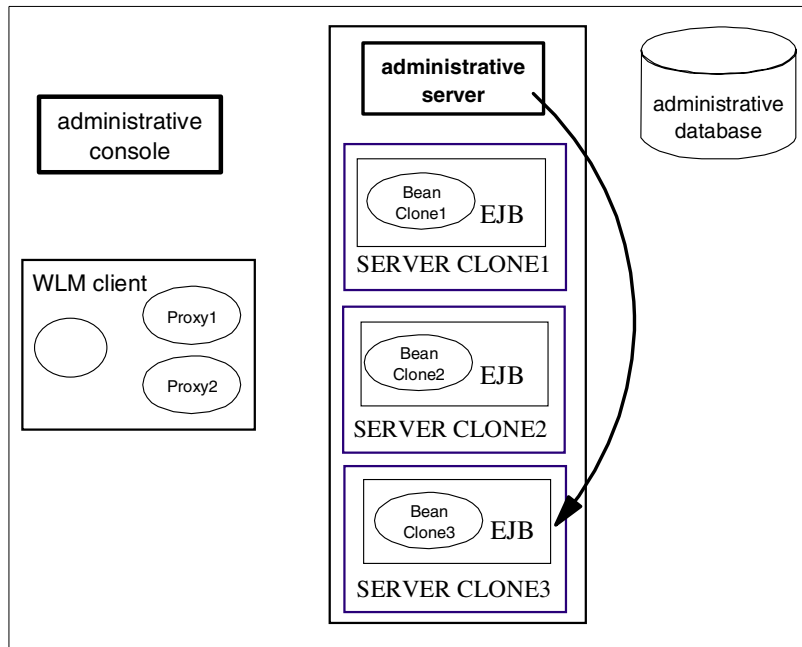 administrative
server
administrative
console
administrative
database
Bean
Clone1
EJB
SERVER CLONE1
WLM client
Proxy1
Proxy2
Bean
Clone2
EJB
SERVER CLONE2
Bean
Clone3
EJB
SERVER CLONE3